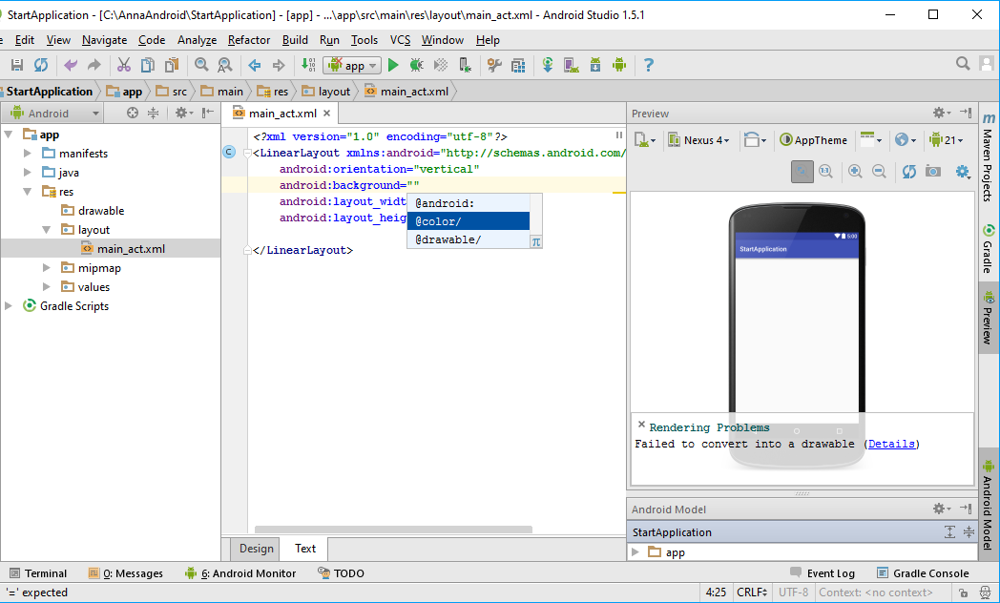 StartApplication - [C:\AnnaAndroid\StartApplication] - [app] - ...\app\src\main\res\layout\main_act.xml - Android Studio 1.5.1
Edit View Navigate Code Analyze Refactor Build Run Tools VCS Window Help
app
StartApplication app src main res layout main_act.xml
Android
app
manifests
java
res
drawable
layout
main_act.xml
mipmap
values
Gradle Scripts
main_act.xml
<?xml version="1.0" encoding="utf-8"?>
<LinearLayout xmlns:android="http://schemas.android.com/
android:orientation="vertical"
android:background=""
android:layout_widt
android:layout_heig
</LinearLayout>
@android:
@color/
@drawable/
π
Design Text
Preview
Nexus 4 AppTheme 21
1:1
5:00
StartApplication
Rendering Problems
Failed to convert into a drawable (Details)
Android Model
StartApplication
app
m Maven Projects
Gradle
Preview
Android Model
Terminal 0: Messages 6: Android Monitor TODO Event Log Gradle Console
'=' expected 4:25 CRLF UTF-8 Context: <no context>